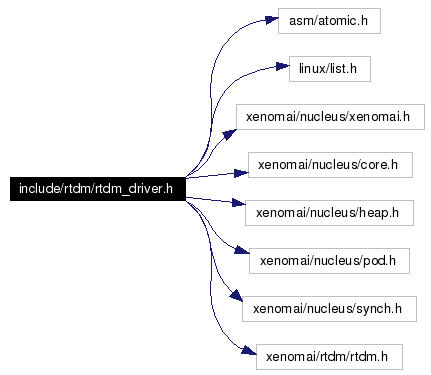 asm/atomic.h
linux/list.h
xenomai/nucleus/xenomai.h
xenomai/nucleus/core.h
include/rtdm/rtdm_driver.h
xenomai/nucleus/heap.h
xenomai/nucleus/pod.h
xenomai/nucleus/synch.h
xenomai/rtdm/rtdm.h